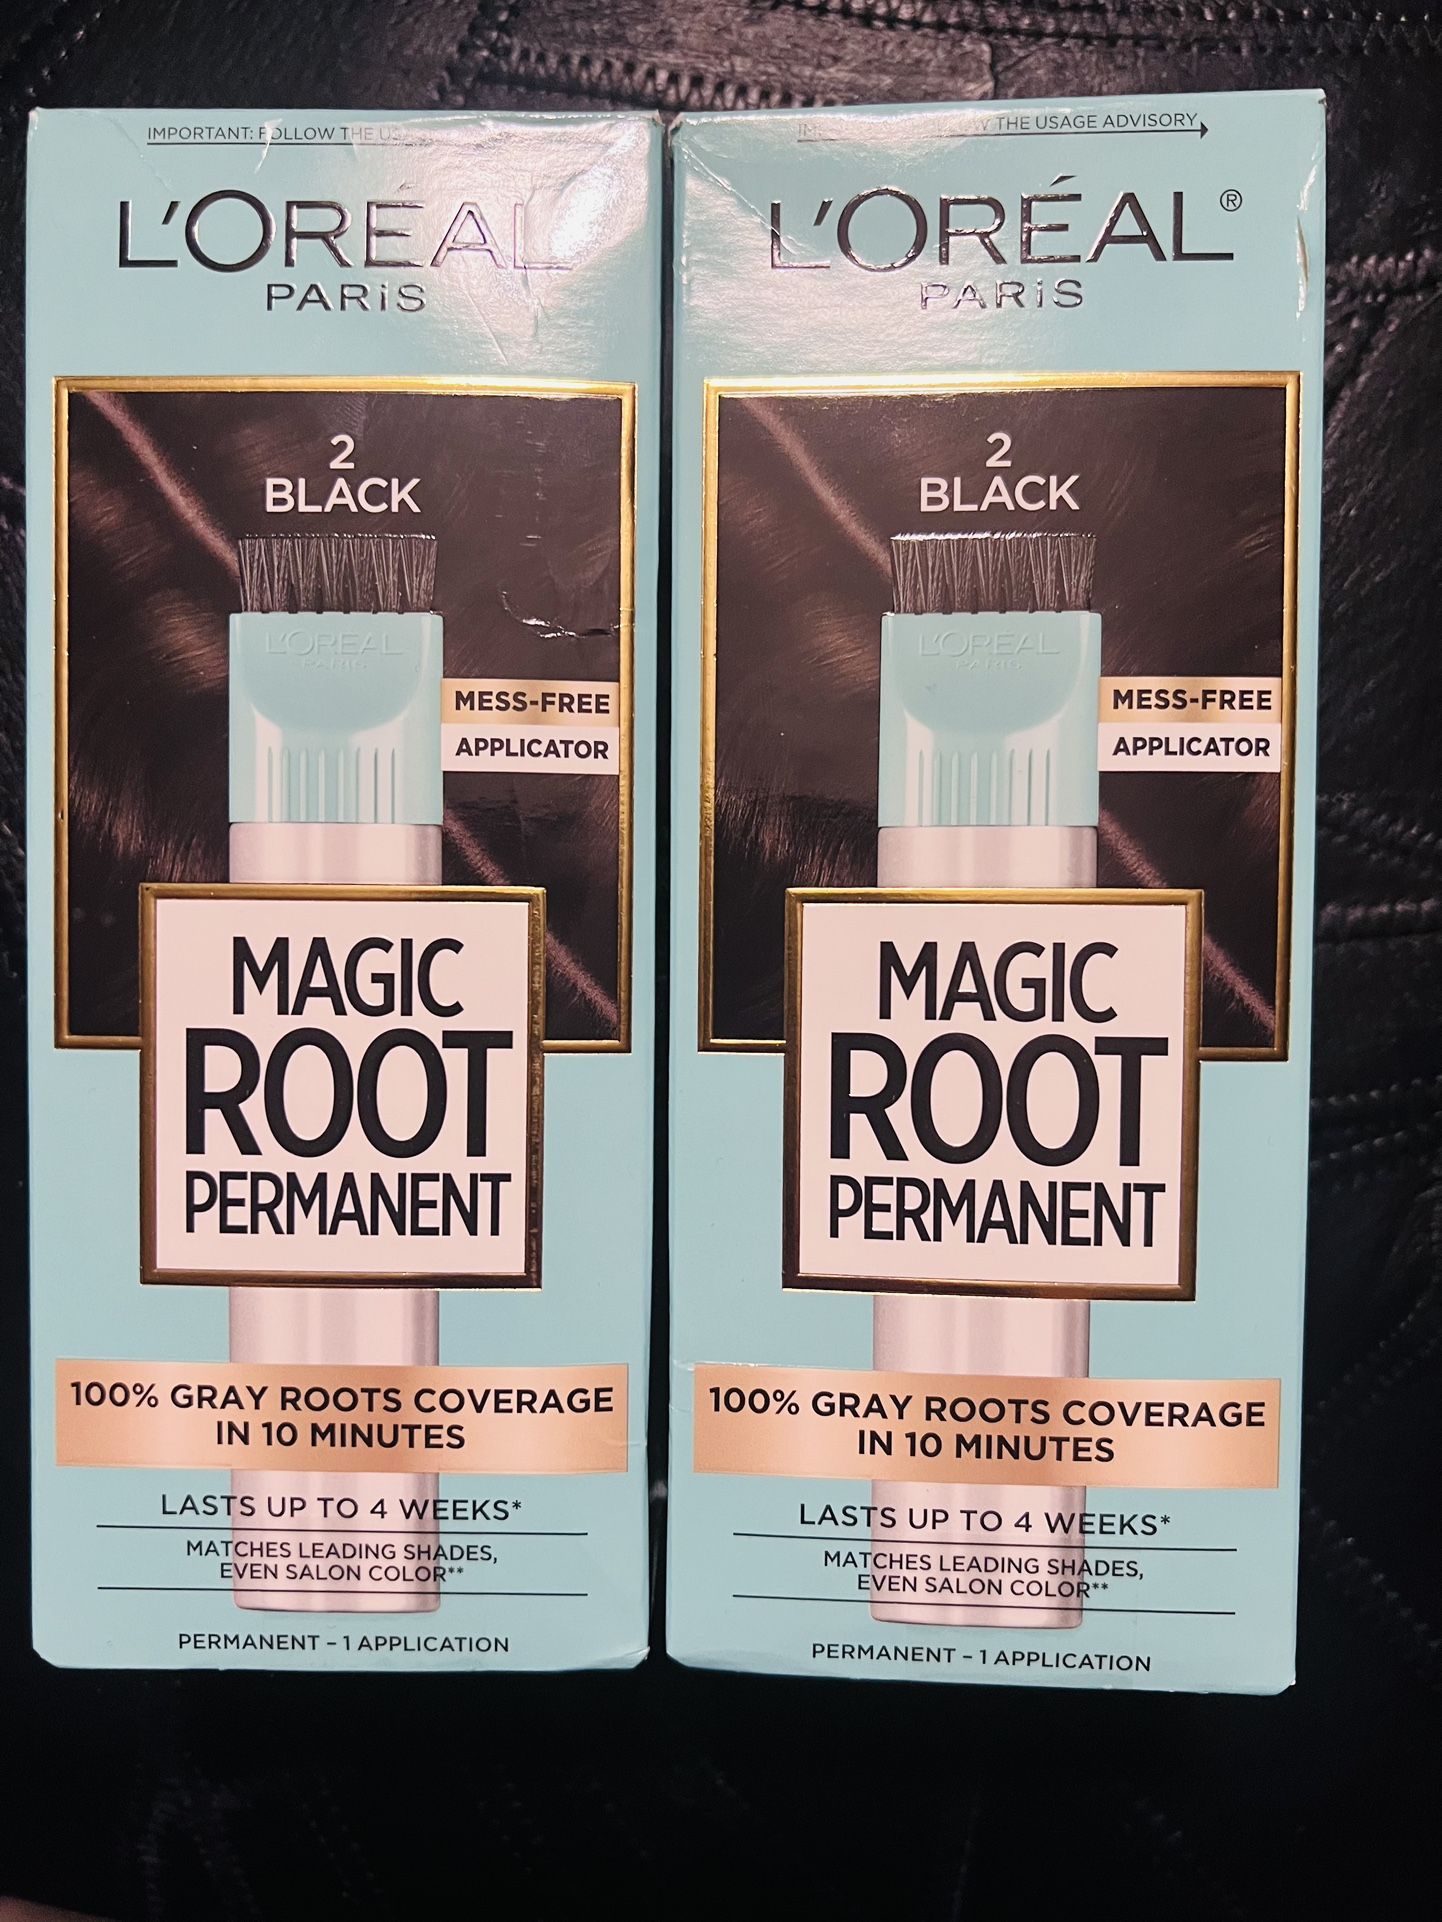 IMPORTANT: FOLLOW THE
L'ORÉAL
PARiS
2
BLACK
L'ORÉAL
PARIS
MESS-FREE
APPLICATOR
MAGIC
ROOT
PERMANENT
100% GRAY ROOTS COVERAGE
IN 10 MINUTES
LASTS UP TO 4 WEEKS*
MATCHES LEADING SHADES,
EVEN SALON COLOR**
PERMANENT – 1 APPLICATION
THE USAGE ADVISORY
L'ORÉAL®
PARiS
2
BLACK
L'ORÉAL
PARIS
MESS-FREE
APPLICATOR
MAGIC
ROOT
PERMANENT
100% GRAY ROOTS COVERAGE
IN 10 MINUTES
LASTS UP TO 4 WEEKS*
MATCHES LEADING SHADES,
EVEN SALON COLOR**
PERMANENT – 1 APPLICATION